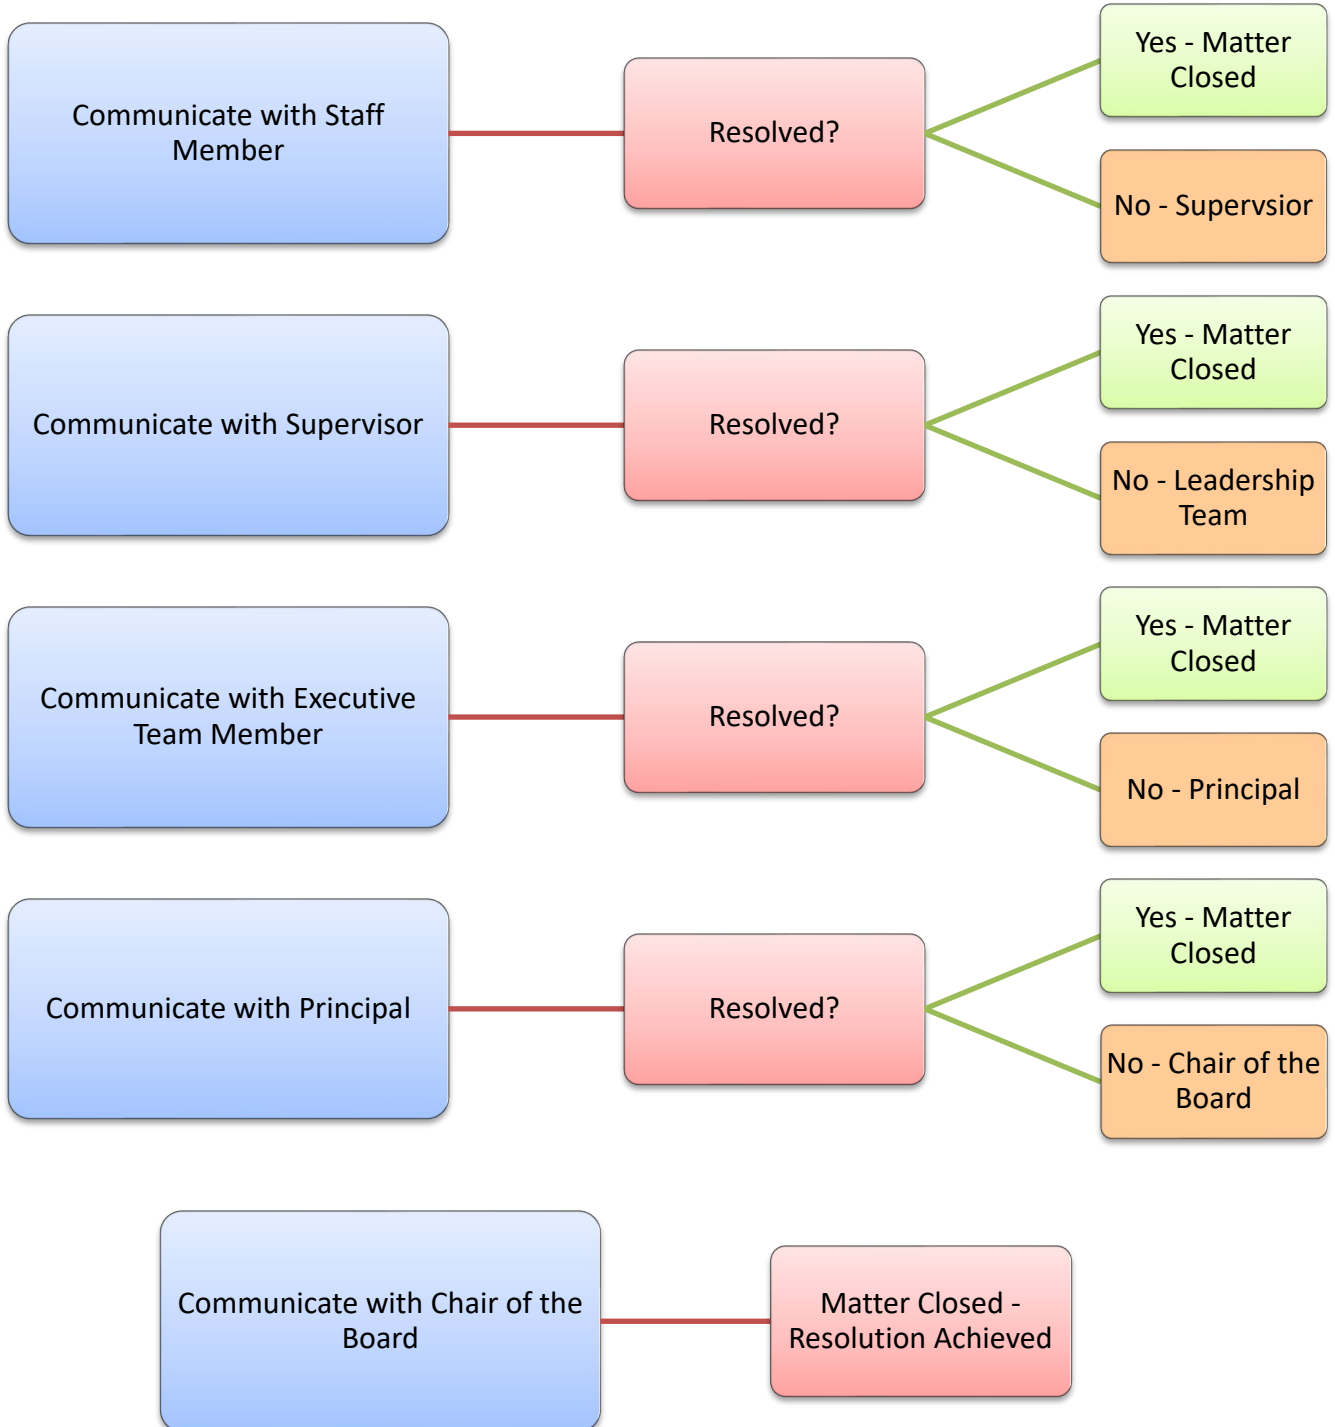 Communicate with Staff
Member
Resolved?
Yes - Matter
Closed
No - Supervsior
Communicate with Supervisor
Resolved?
Yes - Matter
Closed
No - Leadership
Team
Communicate with Executive
Team Member
Resolved?
Yes - Matter
Closed
No - Principal
Communicate with Principal
Resolved?
Yes - Matter
Closed
No - Chair of the
Board
Communicate with Chair of the
Board
Matter Closed -
Resolution Achieved